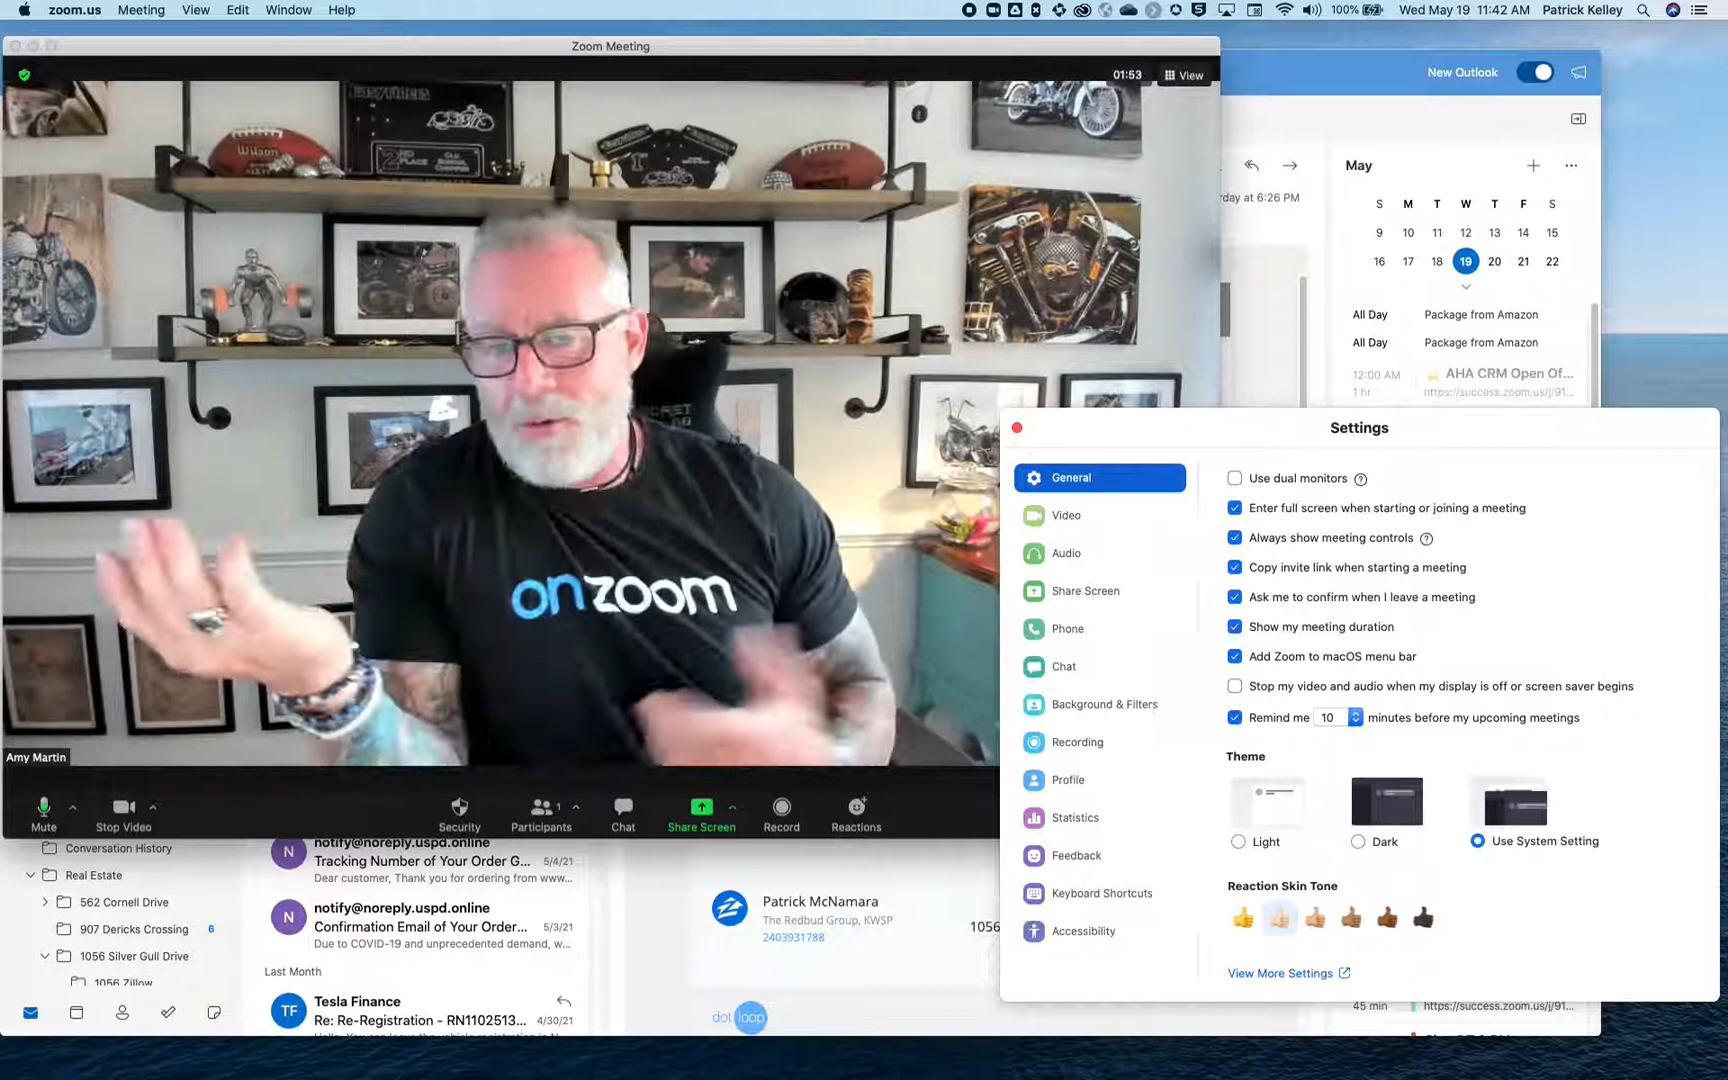 zoom.us Meeting View Edit Window Help
100% Wed May 19 11:42 AM Patrick Kelley
Zoom Meeting
01:53 View
Wilson
2ND PLACE
1st
onzoom
Amy Martin
Mute
Stop Video
Security
1
Participants
Chat
Share Screen
Record
Reactions
New Outlook
rday at 6:26 PM
May
S M T W T F S
9 10 11 12 13 14 15
16 17 18 19 20 21 22
All Day Package from Amazon
All Day Package from Amazon
12:00 AM AHA CRM Open Of...
1 hr https://success.zoom.us/j/91...
Settings
General
Video
Audio
Share Screen
Phone
Chat
Background & Filters
Recording
Profile
Statistics
Feedback
Keyboard Shortcuts
Accessibility
Use dual monitors ?
Enter full screen when starting or joining a meeting
Always show meeting controls ?
Copy invite link when starting a meeting
Ask me to confirm when I leave a meeting
Show my meeting duration
Add Zoom to macOS menu bar
Stop my video and audio when my display is off or screen saver begins
Remind me 10 minutes before my upcoming meetings
Theme
Light
Dark
Use System Setting
Reaction Skin Tone
View More Settings
45 min https://success.zoom.us/j/91...
Conversation History
Real Estate
562 Cornell Drive
907 Dericks Crossing 6
1056 Silver Gull Drive
1056 Zillow
N
notify@noreply.uspd.online
Tracking Number of Your Order G... 5/4/21
Dear customer, Thank you for ordering from www...
N
notify@noreply.uspd.online
Confirmation Email of Your Order... 5/3/21
Due to COVID-19 and unprecedented demand, w...
Last Month
TF
Tesla Finance
Re: Re-Registration - RN1102513... 4/30/21
Patrick McNamara
The Redbud Group, KWSP
2403931788
1056
dotloop